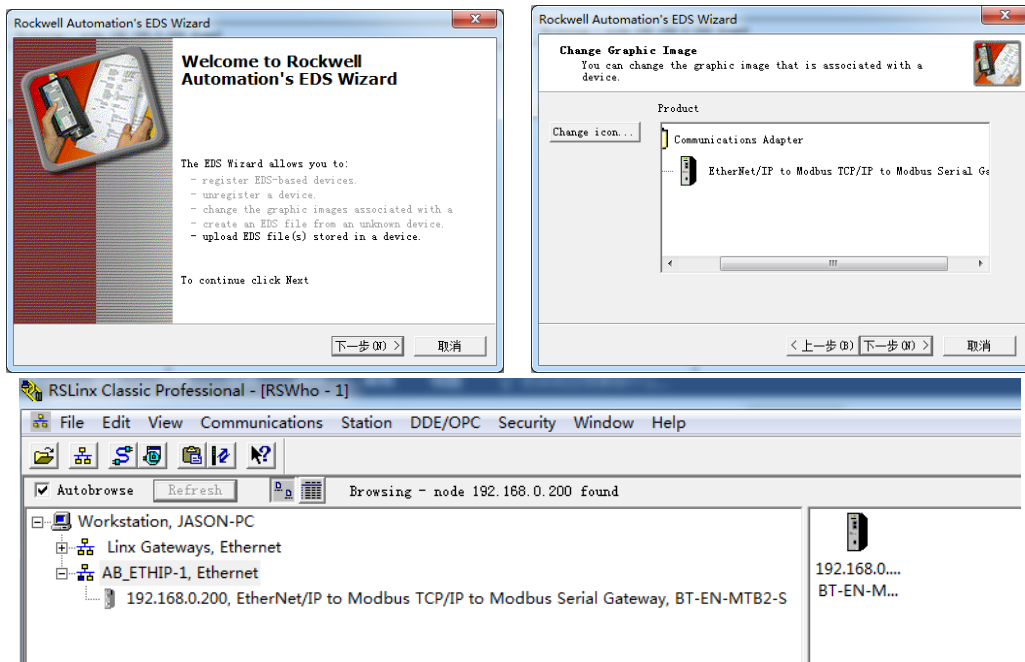 Rockwell Automation's EDS Wizard
Welcome to Rockwell
Automation's EDS Wizard
The EDS Wizard allows you to:
- register EDS-based devices.
- unregister a device.
- change the graphic images associated with a
- create an EDS file from an unknown device.
- upload EDS file(s) stored in a device.
To continue click Next
下一步(N) >
取消
Rockwell Automation's EDS Wizard
Change Graphic Image
You can change the graphic image that is associated with a
device.
Product
Change icon...
Communications Adapter
EtherNet/IP to Modbus TCP/IP to Modbus Serial Ga
< 上一步(B)
下一步(N) >
取消
RSLinx Classic Professional - [RSWho - 1]
File Edit View Communications Station DDE/OPC Security Window Help
Autobrowse Refresh Browsing - node 192.168.0.200 found
Workstation, JASON-PC
Linx Gateways, Ethernet
AB_ETHIP-1, Ethernet
192.168.0.200, EtherNet/IP to Modbus TCP/IP to Modbus Serial Gateway, BT-EN-MTB2-S
192.168.0....
BT-EN-M...